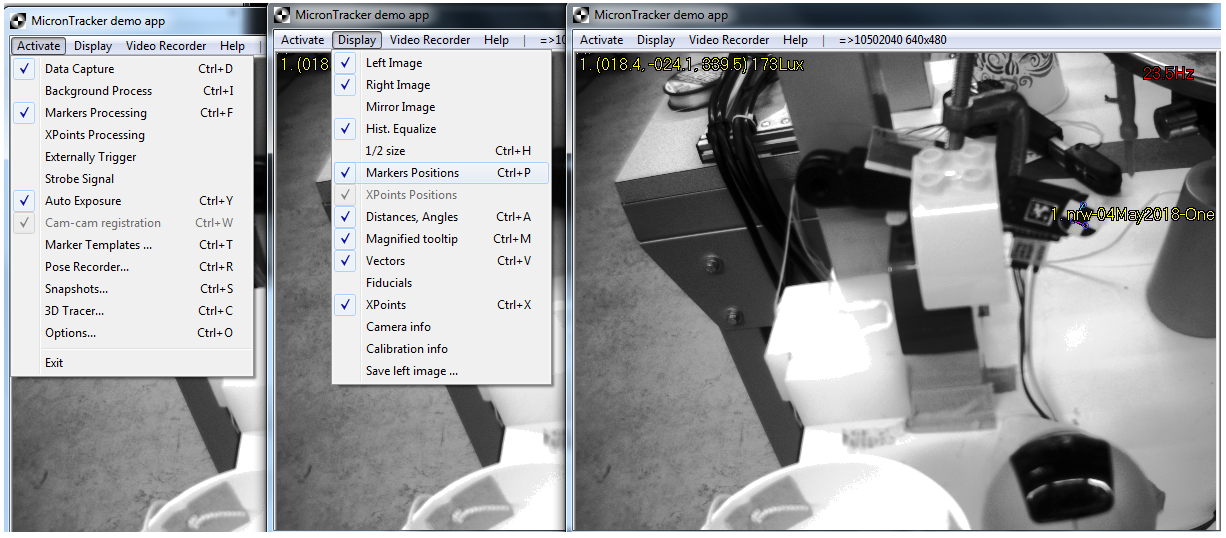 MicronTracker demo app
Activate Display Video Recorder Help |
Data Capture Ctrl+D
Background Process Ctrl+I
Markers Processing Ctrl+F
XPoints Processing
Externally Trigger
Strobe Signal
Auto Exposure Ctrl+Y
Cam-cam registration Ctrl+W
Marker Templates ... Ctrl+T
Pose Recorder... Ctrl+R
Snapshots... Ctrl+S
3D Tracer... Ctrl+C
Options... Ctrl+O
Exit
MicronTracker demo app
Activate Display Video Recorder Help | =>10
1. (018
Left Image
Right Image
Mirror Image
Hist. Equalize
1/2 size Ctrl+H
Markers Positions Ctrl+P
XPoints Positions
Distances, Angles Ctrl+A
Magnified tooltip Ctrl+M
Vectors Ctrl+V
Fiducials
XPoints Ctrl+X
Camera info
Calibration info
Save left image ...
MicronTracker demo app
Activate Display Video Recorder Help | =>10502040 640x480
1. (018.4, -024.1, 339.5) 173Lux
23.5Hz
1. nrw-04May2018-One